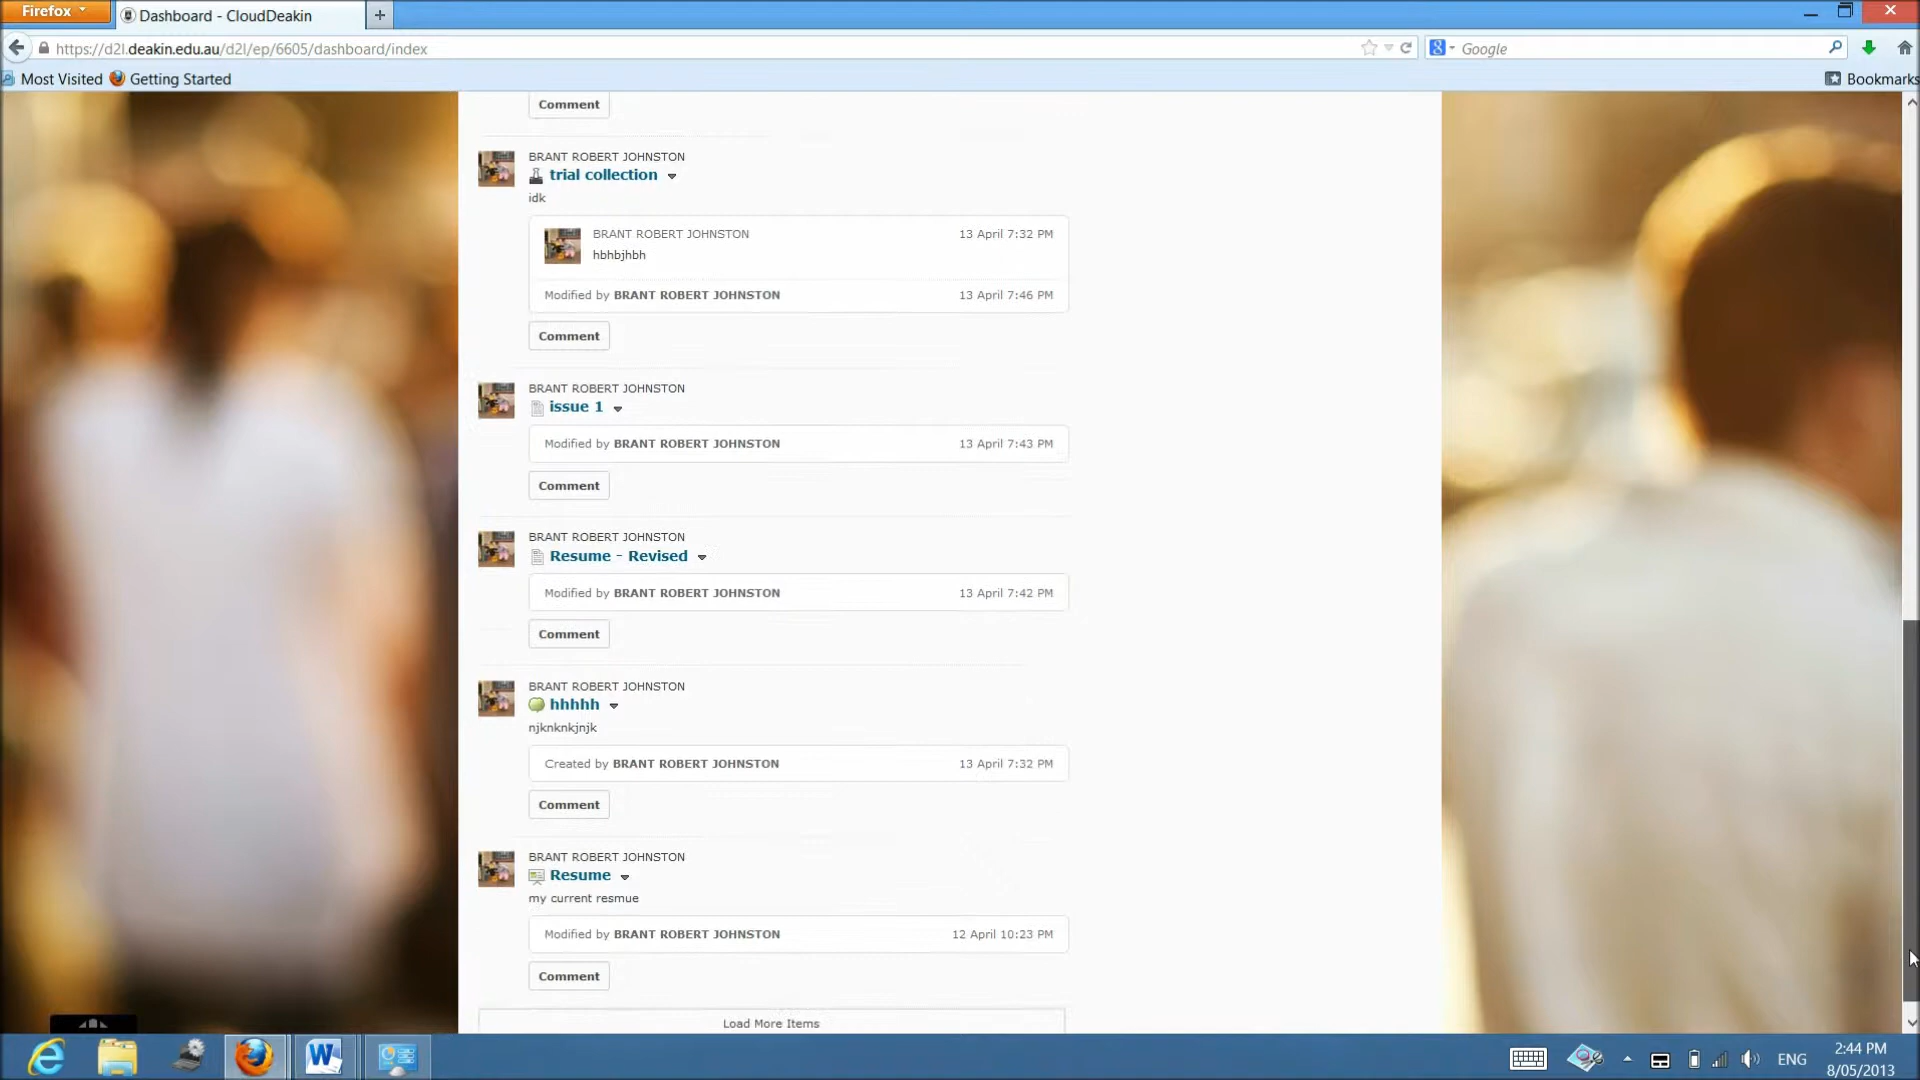 Firefox
Dashboard - CloudDeakin
https://d2l.deakin.edu.au/d2l/ep/6605/dashboard/index
Google
Most Visited
Getting Started
Bookmarks
Comment
BRANT ROBERT JOHNSTON
trial collection
idk
BRANT ROBERT JOHNSTON 13 April 7:32 PM
hbhbjhbh
Modified by BRANT ROBERT JOHNSTON 13 April 7:46 PM
Comment
BRANT ROBERT JOHNSTON
issue 1
Modified by BRANT ROBERT JOHNSTON 13 April 7:43 PM
Comment
BRANT ROBERT JOHNSTON
Resume - Revised
Modified by BRANT ROBERT JOHNSTON 13 April 7:42 PM
Comment
BRANT ROBERT JOHNSTON
hhhhh
njknknkjnjk
Created by BRANT ROBERT JOHNSTON 13 April 7:32 PM
Comment
BRANT ROBERT JOHNSTON
Resume
my current resmue
Modified by BRANT ROBERT JOHNSTON 12 April 10:23 PM
Comment
Load More Items
ENG
2:44 PM
8/05/2013